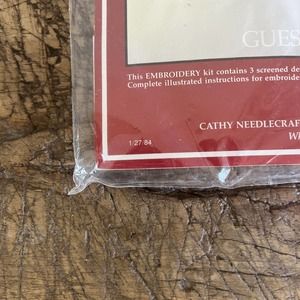 GUES
This EMBROIDERY kit contains 3 screened de
Complete illustrated instructions for embroide
CATHY NEEDLECRAF
W
1/27/84